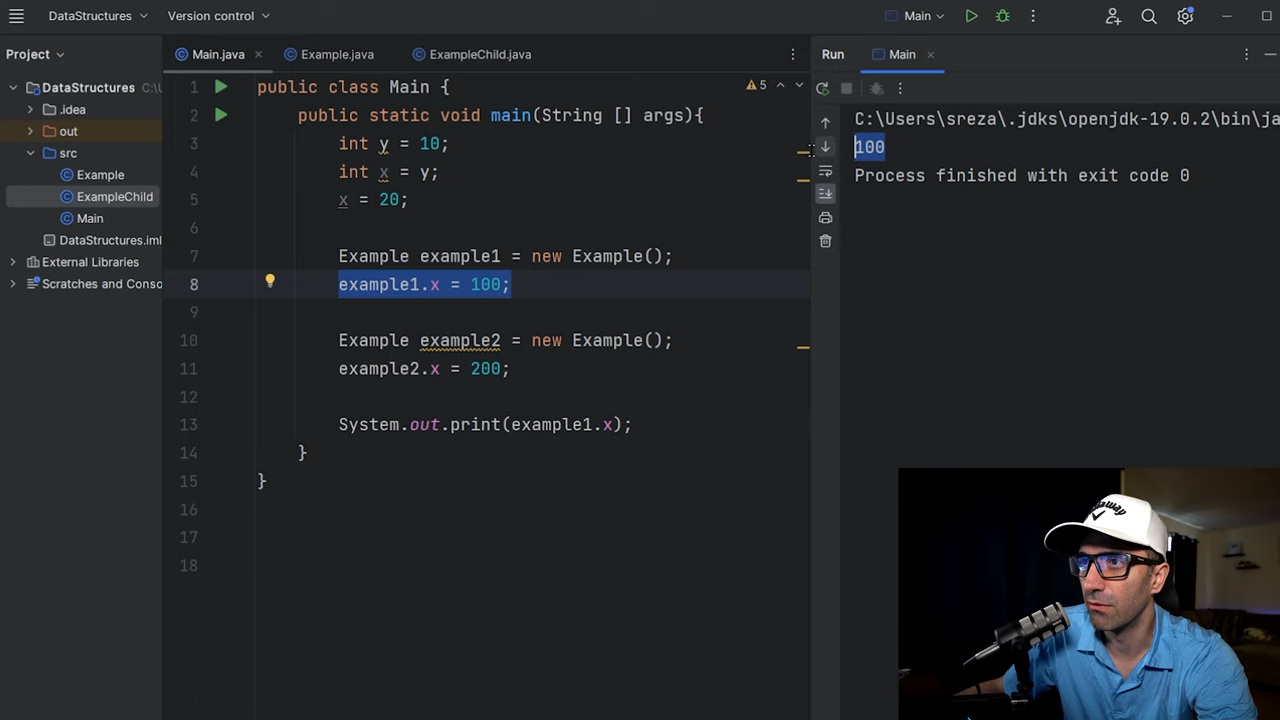 DataStructures
Version control
Main
Project
Main.java
Example.java
ExampleChild.java
Run
Main
DataStructures C:\U
.idea
out
src
Example
ExampleChild
Main
DataStructures.iml
External Libraries
Scratches and Conso
5
1 public class Main {
2 public static void main(String [] args){
3 int y = 10;
4 int x = y;
5 x = 20;
6
7 Example example1 = new Example();
8 example1.x = 100;
9
10 Example example2 = new Example();
11 example2.x = 200;
12
13 System.out.print(example1.x);
14 }
15 }
16
17
18
C:\Users\sreza\.jdks\openjdk-19.0.2\bin\ja
100
Process finished with exit code 0